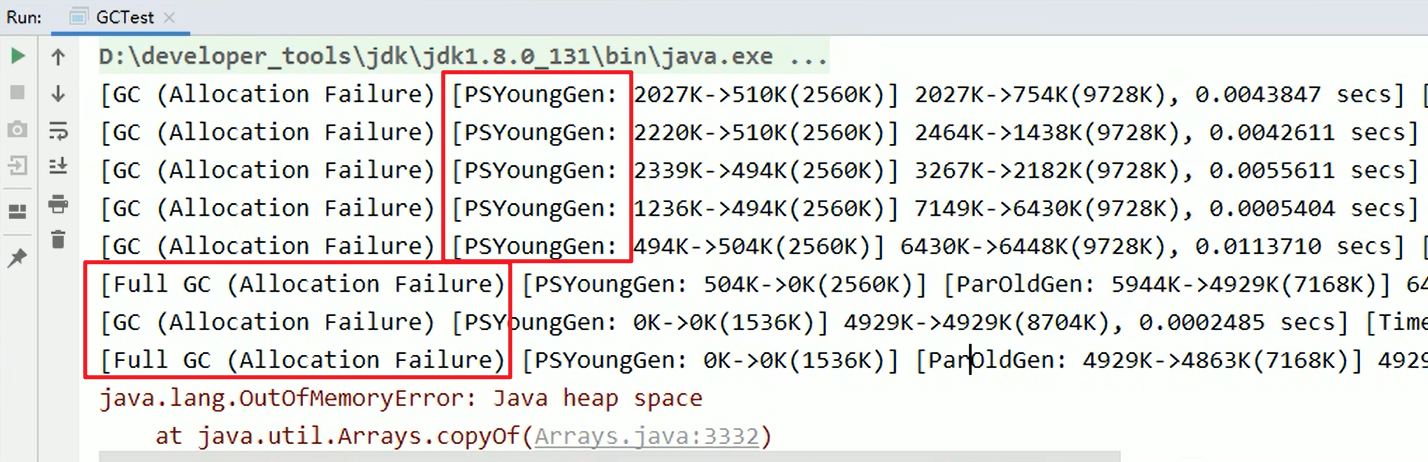 Run: GCTest
D:\developer_tools\jdk\jdk1.8.0_131\bin\java.exe ...
[GC (Allocation Failure) [PSYoungGen: 2027K->510K(2560K)] 2027K->754K(9728K), 0.0043847 secs] [
[GC (Allocation Failure) [PSYoungGen: 2220K->510K(2560K)] 2464K->1438K(9728K), 0.0042611 secs]
[GC (Allocation Failure) [PSYoungGen: 2339K->494K(2560K)] 3267K->2182K(9728K), 0.0055611 secs]
[GC (Allocation Failure) [PSYoungGen: 1236K->494K(2560K)] 7149K->6430K(9728K), 0.0005404 secs]
[GC (Allocation Failure) [PSYoungGen: 494K->504K(2560K)] 6430K->6448K(9728K), 0.0113710 secs] [
[Full GC (Allocation Failure) [PSYoungGen: 504K->0K(2560K)] [ParOldGen: 5944K->4929K(7168K)] 64
[GC (Allocation Failure) [PSYoungGen: 0K->0K(1536K)] 4929K->4929K(8704K), 0.0002485 secs] [Time
[Full GC (Allocation Failure) [PSYoungGen: 0K->0K(1536K)] [ParOldGen: 4929K->4863K(7168K)] 4929
java.lang.OutOfMemoryError: Java heap space
at java.util.Arrays.copyOf(Arrays.java:3332)